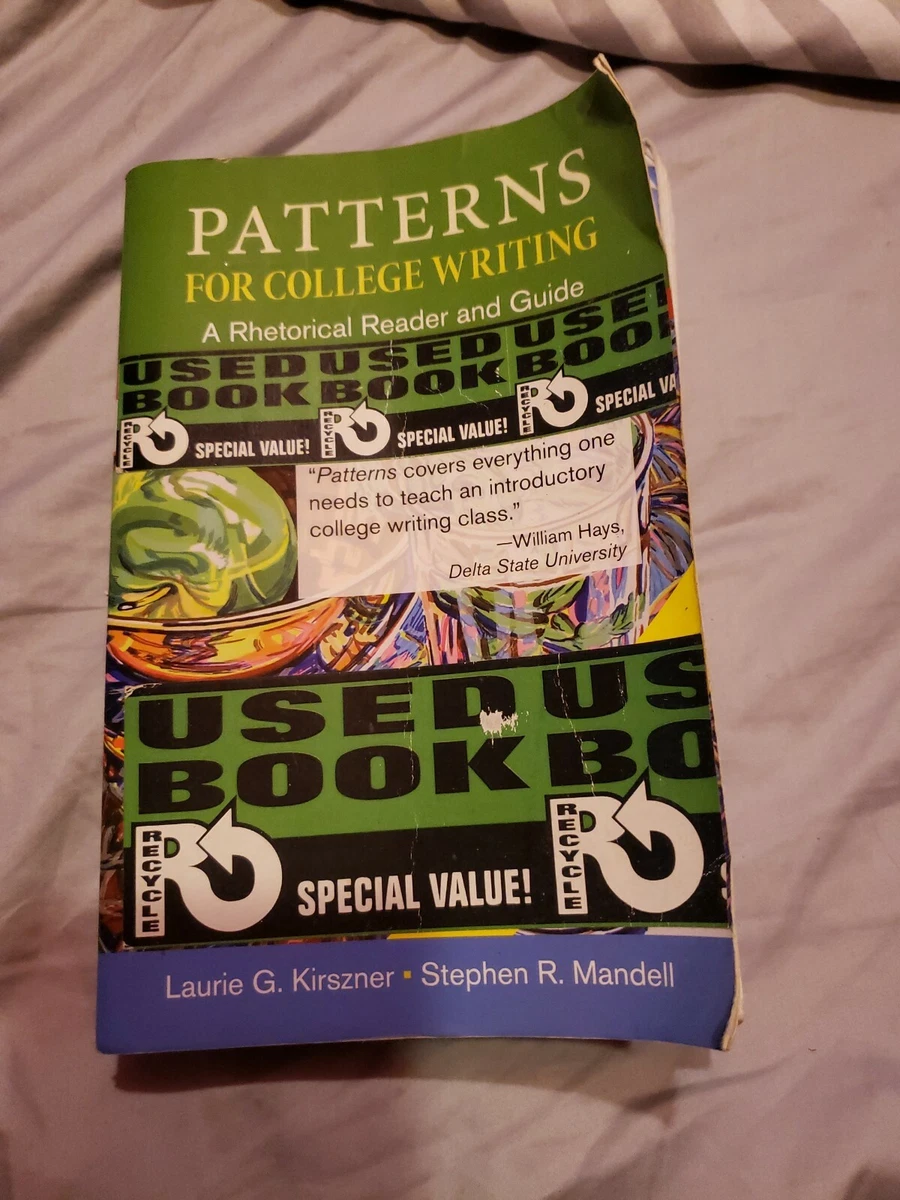 PATTERNS
FOR COLLEGE WRITING
A Rhetorical Reader and Guide
USED USED USED
BOOK BOOK BOOK
RECYCLE SPECIAL VALUE! RECYCLE SPECIAL VALUE! RECYCLE SPECIAL VA
“Patterns covers everything one
needs to teach an introductory
college writing class.”
—William Hays,
Delta State University
USED US
BOOK BO
RECYCLE SPECIAL VALUE! RECYCLE S
Laurie G. Kirszner ▪ Stephen R. Mandell